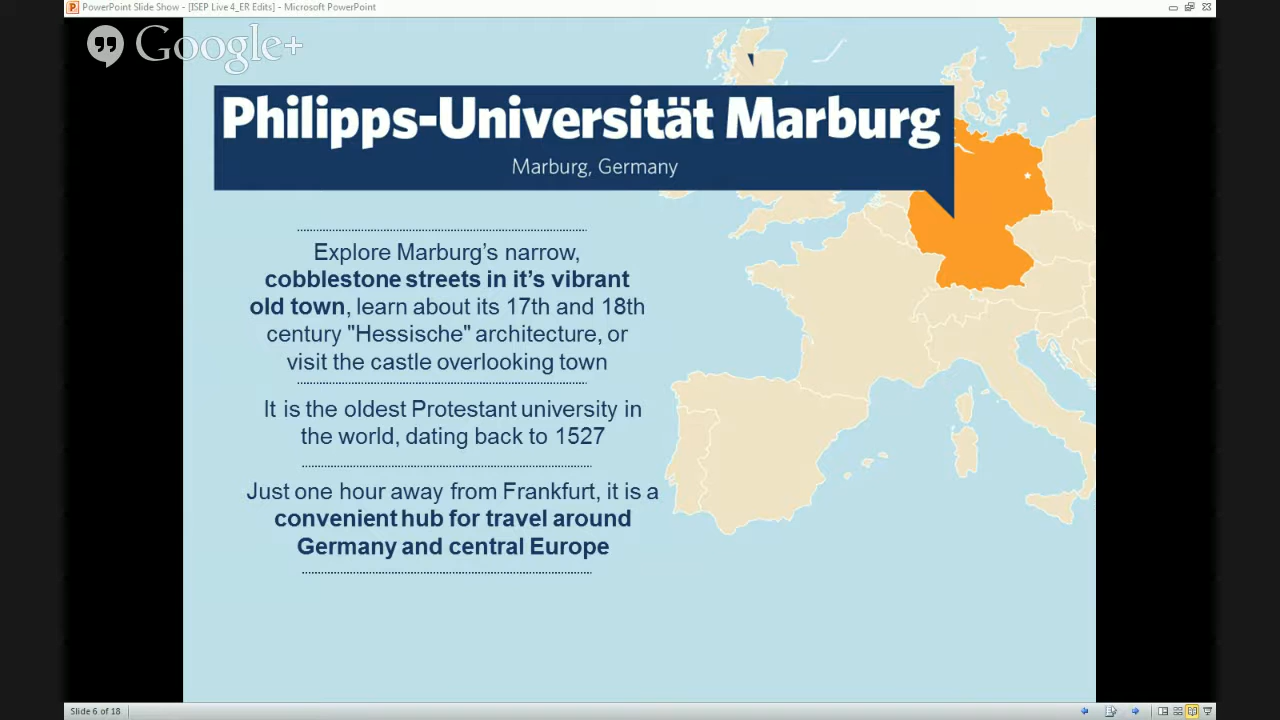 PowerPoint Slide Show - [ISEP Live 4_ER Edits] - Microsoft PowerPoint
Google+
Philipps-Universität Marburg
Marburg, Germany
Explore Marburg’s narrow,
cobblestone streets in it’s vibrant
old town, learn about its 17th and 18th
century "Hessische" architecture, or
visit the castle overlooking town
It is the oldest Protestant university in
the world, dating back to 1527
Just one hour away from Frankfurt, it is a
convenient hub for travel around
Germany and central Europe
Slide 6 of 18